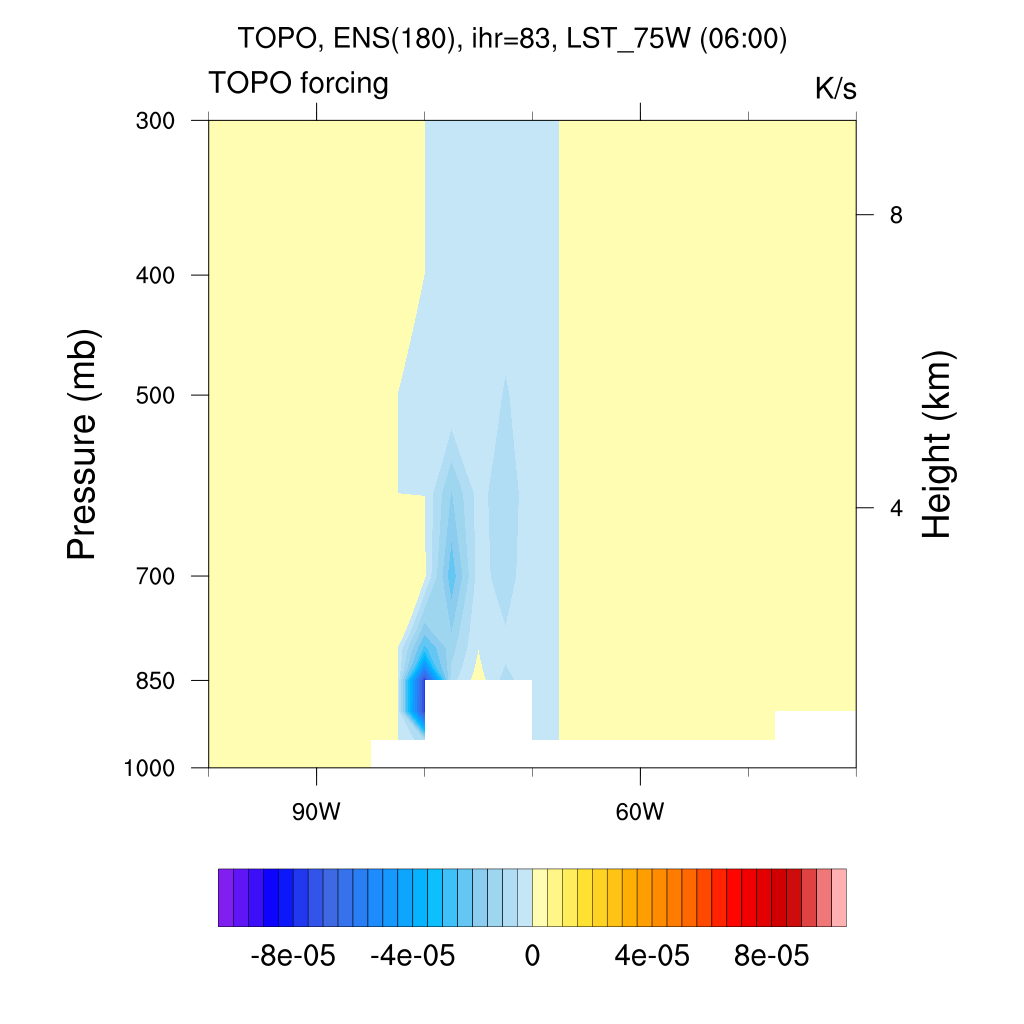 TOPO, ENS(180), ihr=83, LST_75W (06:00)
TOPO forcing
K/s
300
400
500
700
850
1000
Pressure (mb)
8
4
Height (km)
90W
60W
-8e-05 -4e-05 0 4e-05 8e-05